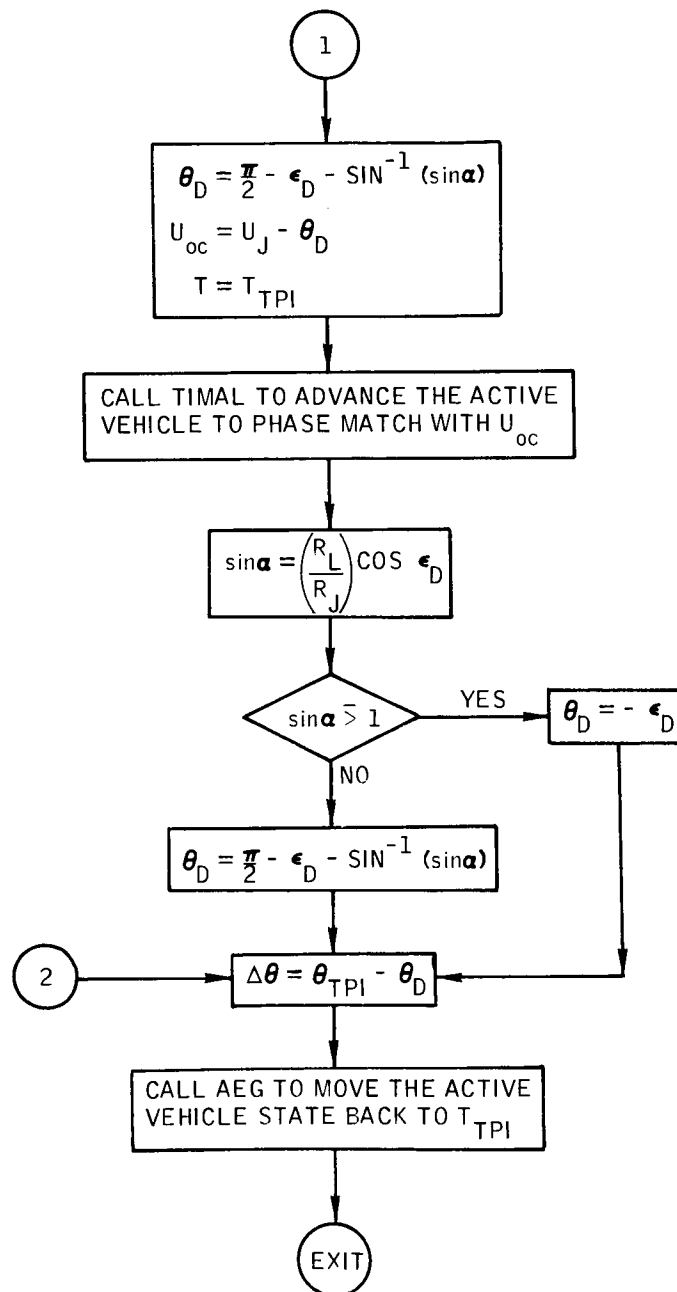 1
θ_D = π/2 - ϵ_D - SIN⁻¹ (sinα)
U_oc = U_J - θ_D
T = T_TPI
CALL TIMAL TO ADVANCE THE ACTIVE
VEHICLE TO PHASE MATCH WITH U_oc
sinα = (R_L/R_J) COS ϵ_D
sinα ≥ 1
YES
θ_D = - ϵ_D
NO
θ_D = π/2 - ϵ_D - SIN⁻¹ (sinα)
2
Δθ = θ_TPI - θ_D
CALL AEG TO MOVE THE ACTIVE
VEHICLE STATE BACK TO T_TPI
EXIT